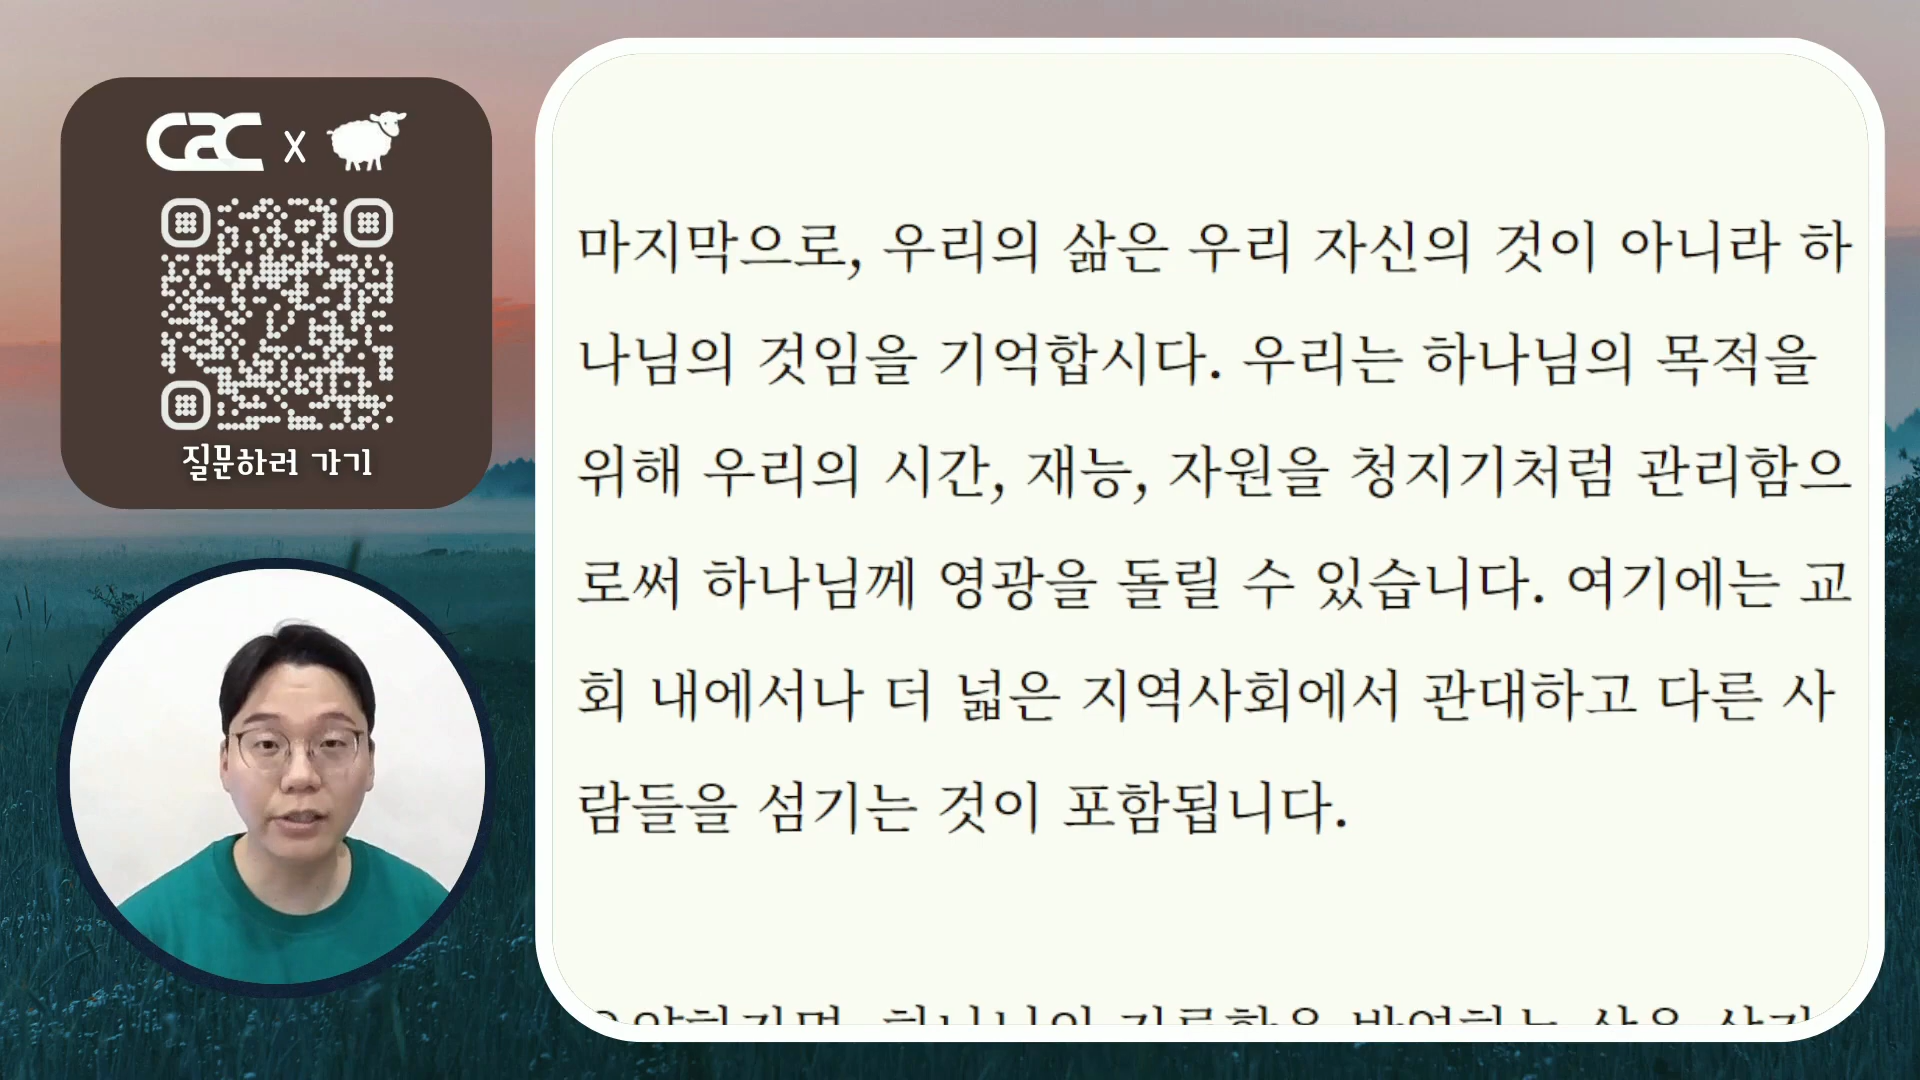 CAC X
질문하러 가기
마지막으로, 우리의 삶은 우리 자신의 것이 아니라 하
나님의 것임을 기억합시다. 우리는 하나님의 목적을
위해 우리의 시간, 재능, 자원을 청지기처럼 관리함으
로써 하나님께 영광을 돌릴 수 있습니다. 여기에는 교
회 내에서나 더 넓은 지역사회에서 관대하고 다른 사
람들을 섬기는 것이 포함됩니다.